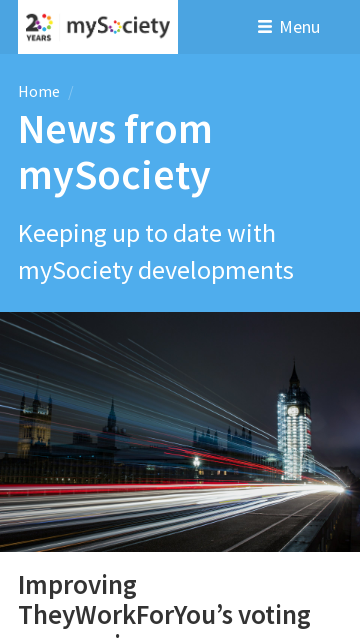 20 YEARS mySociety
Menu
Home /
News from
mySociety
Keeping up to date with
mySociety developments
Improving
TheyWorkForYou’s voting